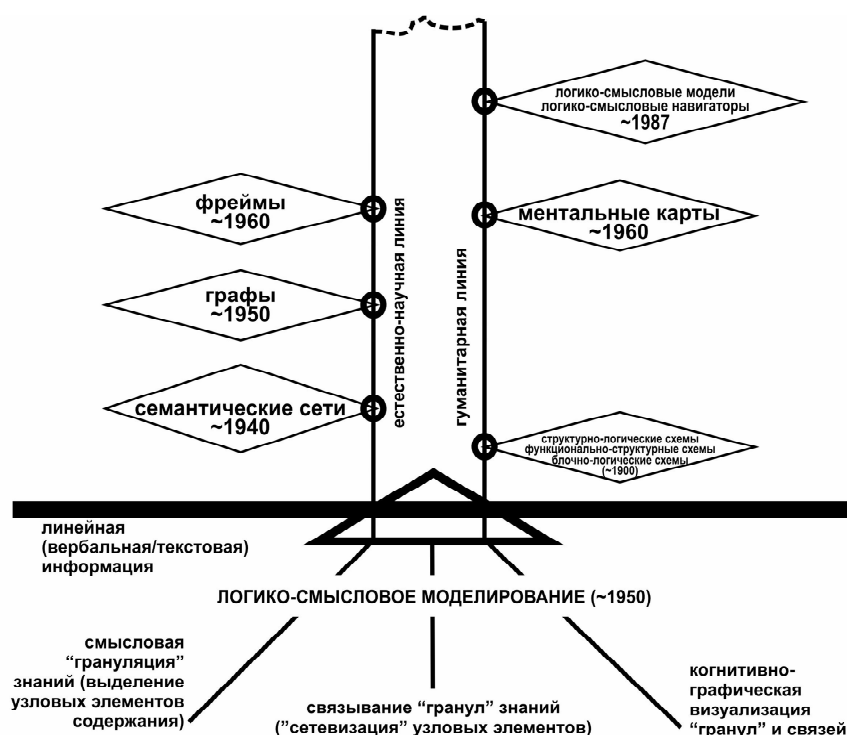 логико-смысловые модели
логико-смысловые навигаторы
~1987
фреймы
~1960
ментальные карты
~1960
естественно-научная линия
гуманитарная линия
графы
~1950
семантические сети
~1940
структурно-логические схемы
функционально-структурные схемы
блочно-логические схемы
(~1900)
линейная
(вербальная/текстовая)
информация
ЛОГИКО-СМЫСЛОВОЕ МОДЕЛИРОВАНИЕ (~1950)
смысловая
“грануляция”
знаний (выделение
узловых элементов
содержания)
связывание “гранул” знаний
(”сетевизация” узловых элементов)
когнитивно-
графическая
визуализация
“гранул” и связей